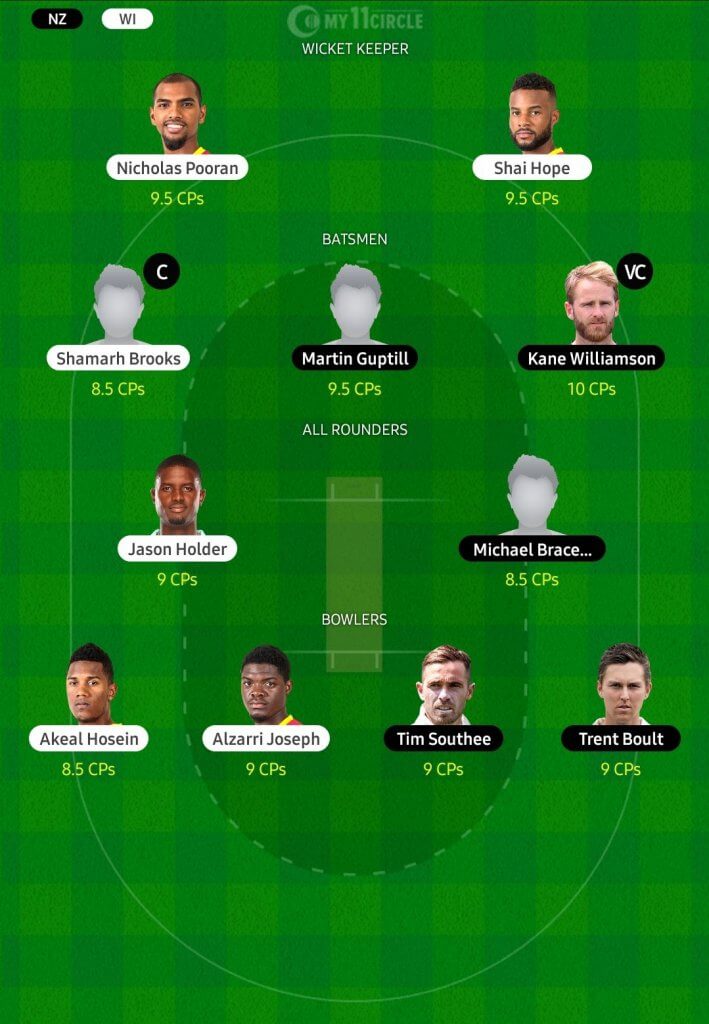 NZ WI MY11CIRCLE
WICKET KEEPER
Nicholas Pooran Shai Hope
9.5 CPs 9.5 CPs
BATSMEN
C VC
Shamarh Brooks Martin Guptill Kane Williamson
8.5 CPs 9.5 CPs 10 CPs
ALL ROUNDERS
Jason Holder Michael Brace...
9 CPs 8.5 CPs
BOWLERS
Akeal Hosein Alzarri Joseph Tim Southee Trent Boult
8.5 CPs 9 CPs 9 CPs 9 CPs